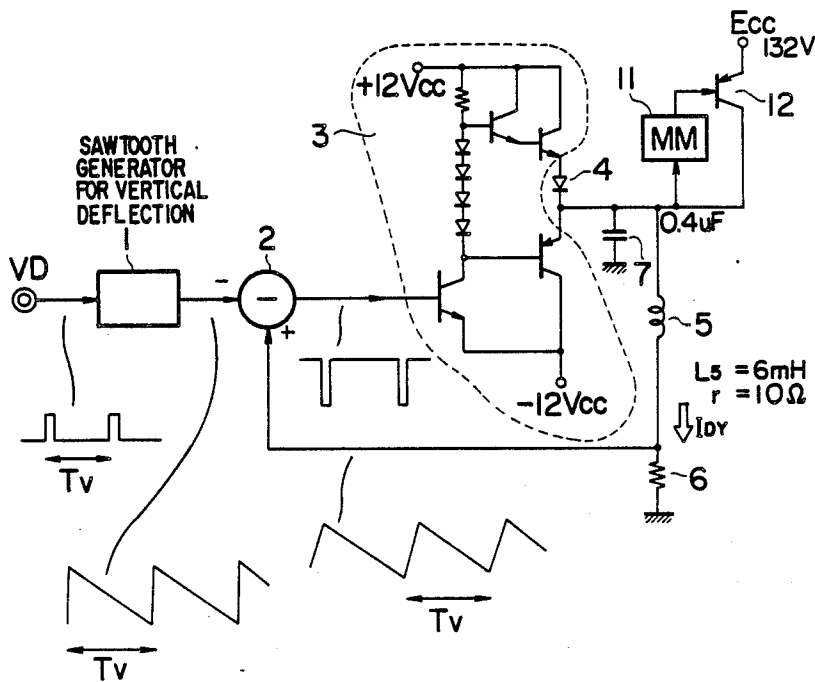 Ecc
132V
+12Vcc
11
12
3
MM
SAWTOOTH
GENERATOR
FOR VERTICAL
DEFLECTION
4
1
2
0.4uF
VD
-
7
-
+
5
L5 = 6mH
r = 10Ω
-12Vcc
IDY
6
Tv
Tv
Tv